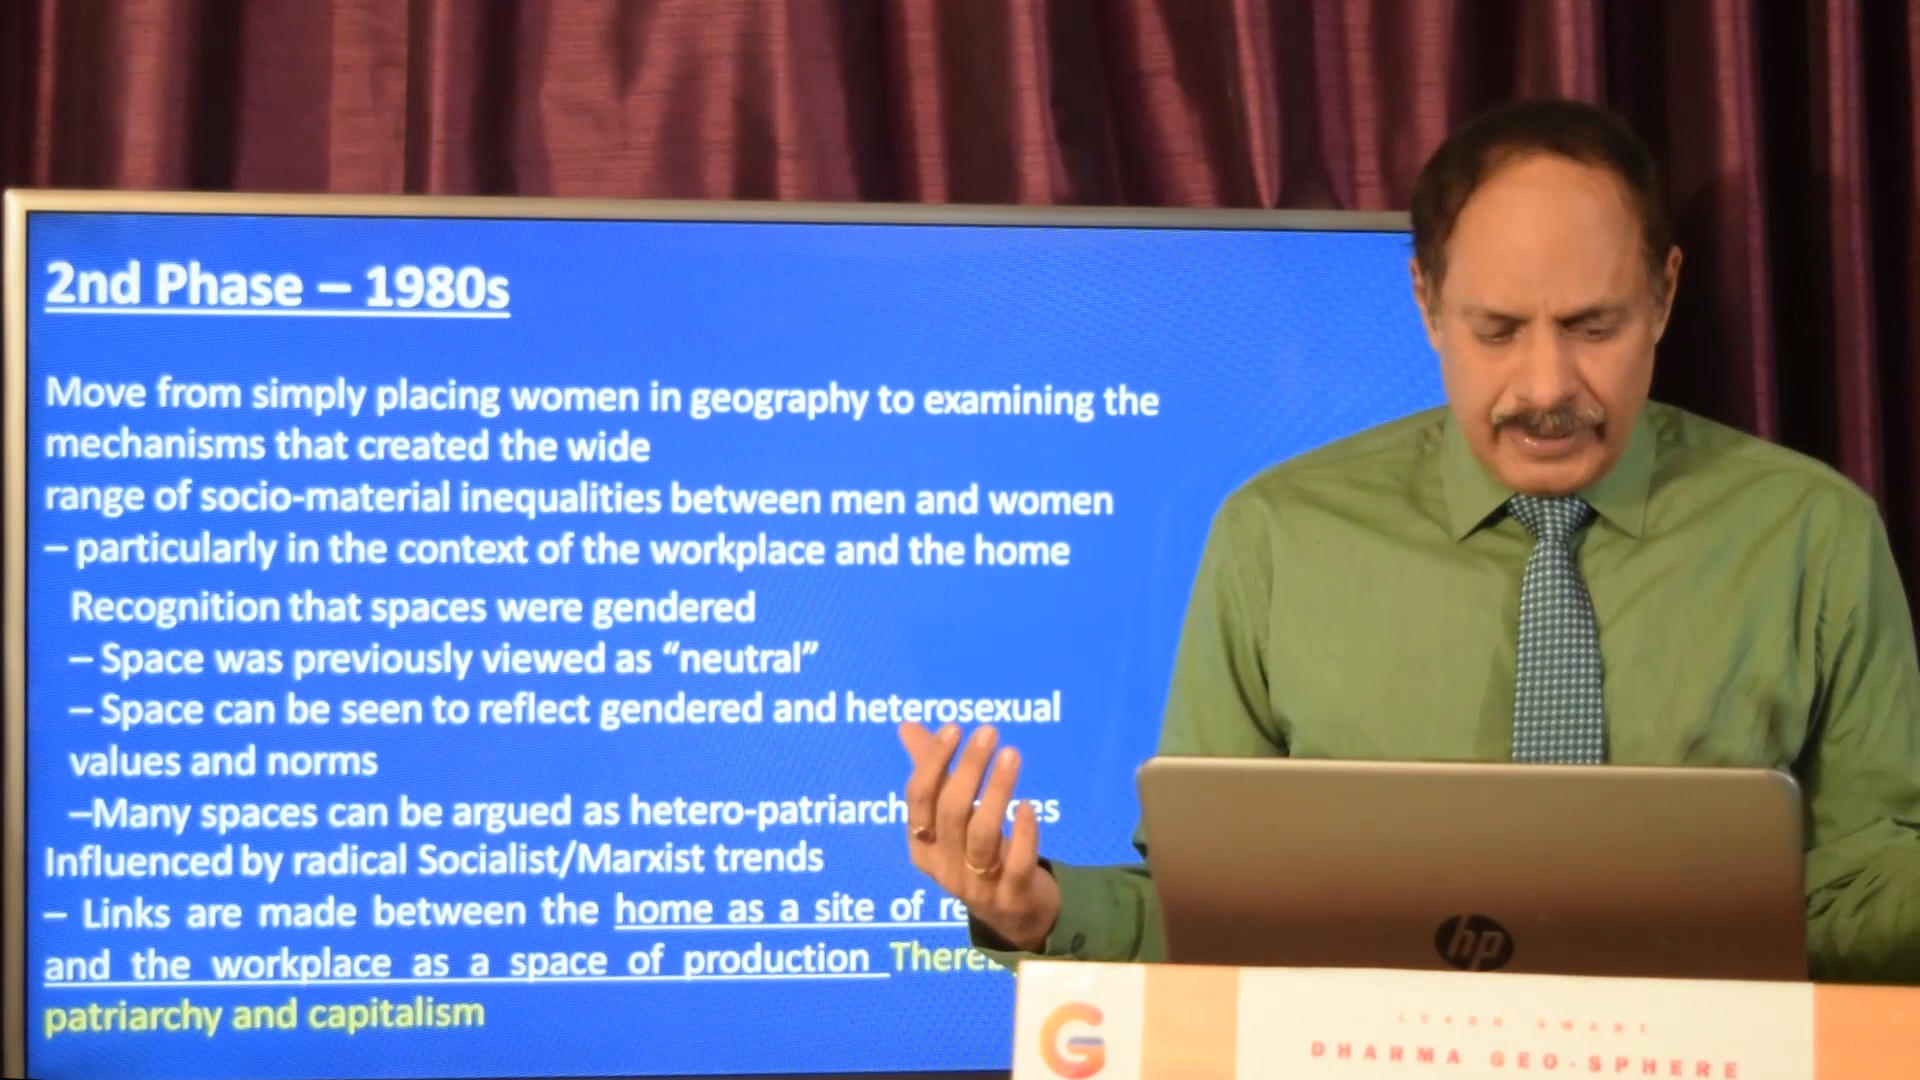 2nd Phase – 1980s
Move from simply placing women in geography to examining the
mechanisms that created the wide
range of socio-material inequalities between men and women
– particularly in the context of the workplace and the home
Recognition that spaces were gendered
– Space was previously viewed as “neutral”
– Space can be seen to reflect gendered and heterosexual
values and norms
–Many spaces can be argued as
Influenced by radical Socialist/Marxist trends
– Links are made between the home as a site of
and the workplace as a space of production
patriarchy and capitalism
hp
G
LEARN SMART
DHARMA GEO-SPHERE